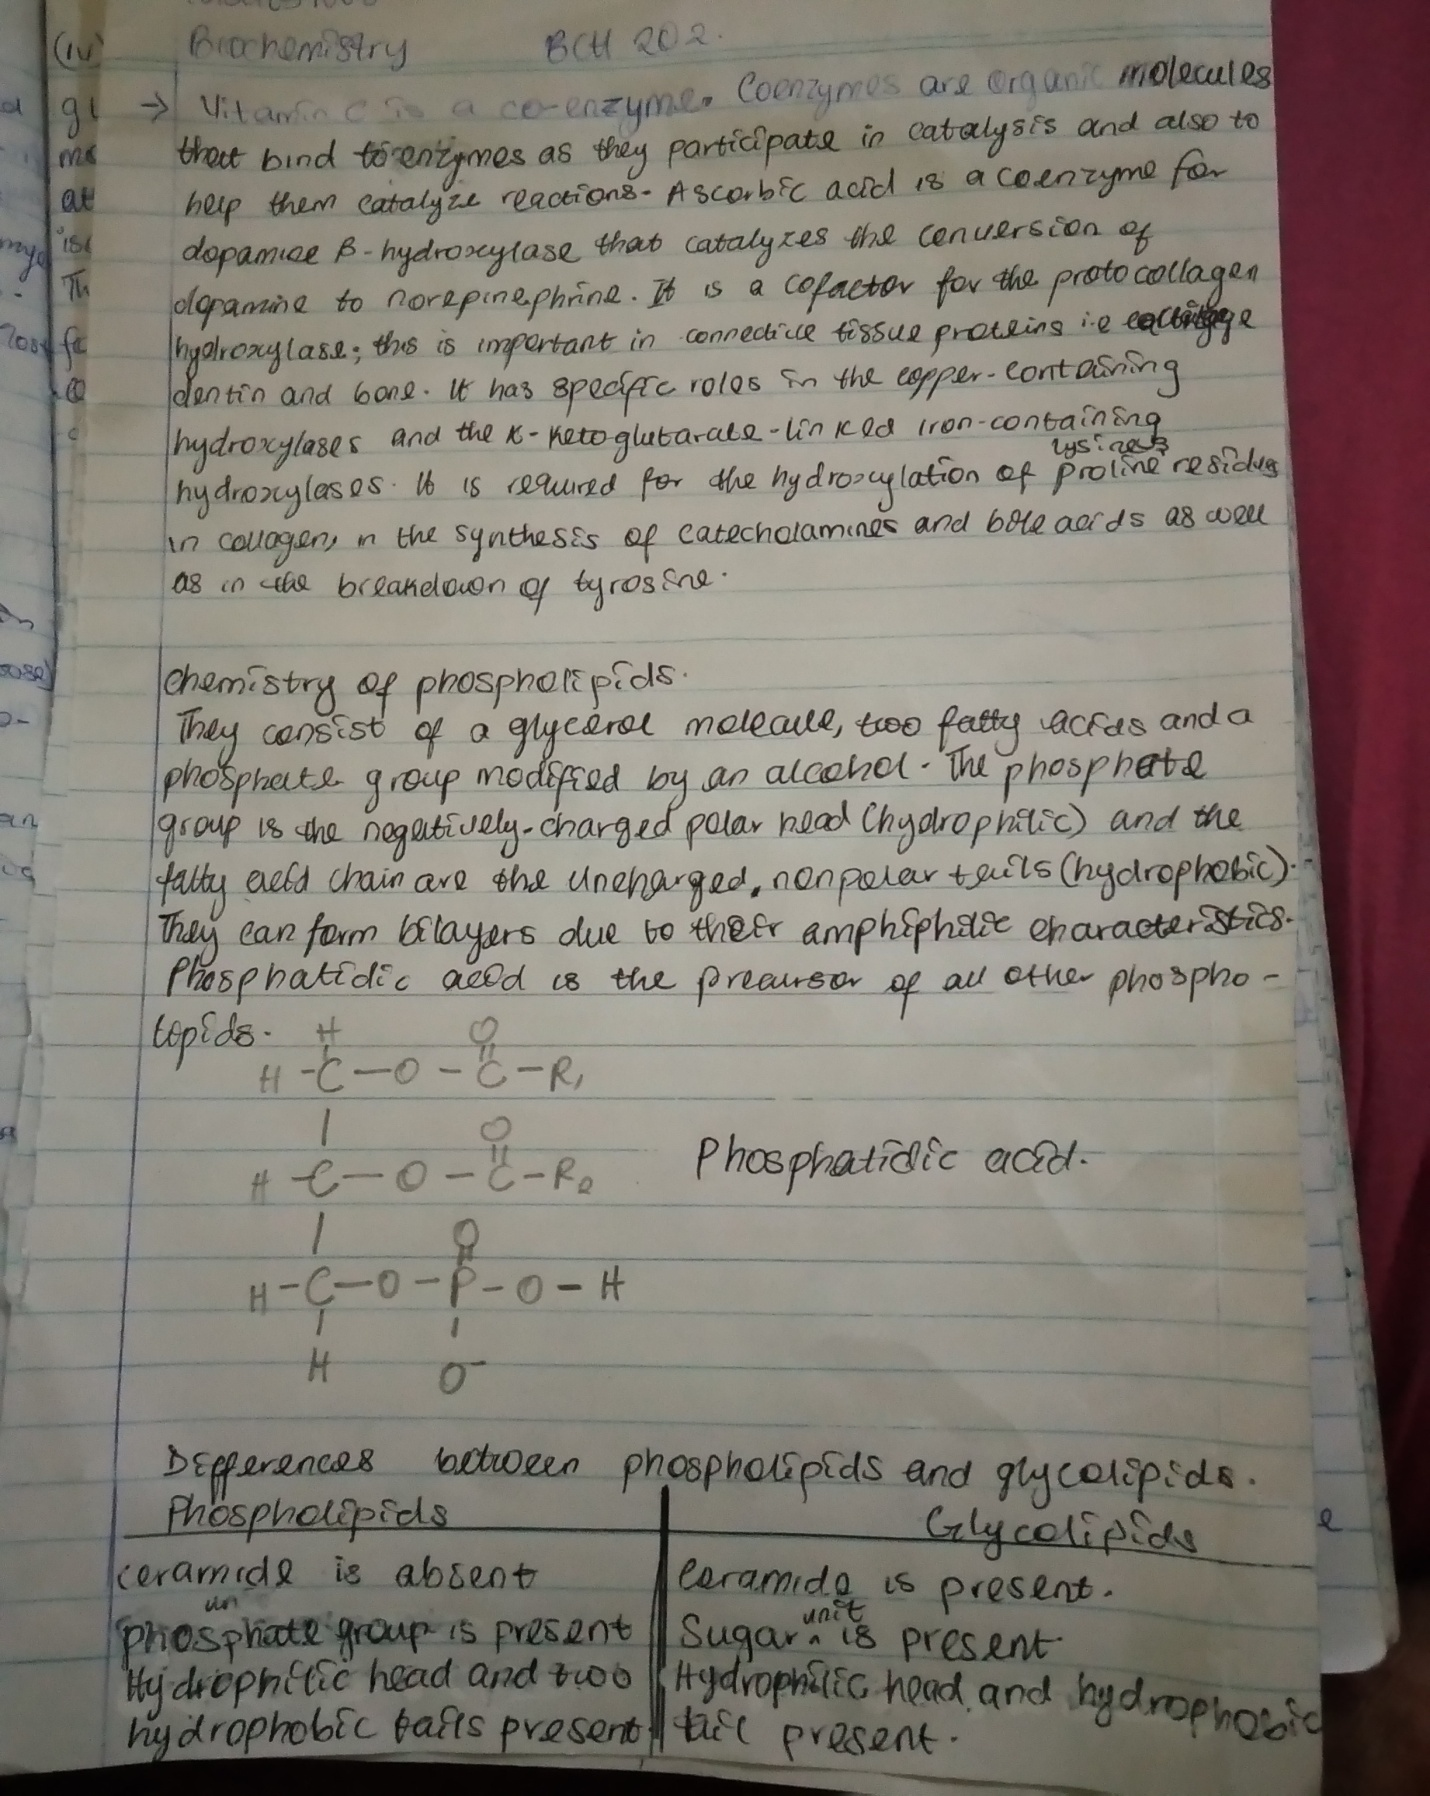 (iv) Biochemistry BCH 202.
→ Vitamin C is a co-enzyme. Coenzymes are organic molecules
that bind to enzymes as they participate in catalysis and also to
help them catalyze reactions. Ascorbic acid is a coenzyme for
dopamine β-hydroxylase that catalyzes the conversion of
dopamine to norepinephrine. It is a cofactor for the protocollagen
hydroxylase; this is important in connective tissue proteins i.e
dentin and bone. It has specific roles in the copper-containing
hydroxylases and the α-ketoglutarate-linked iron-containing
lysines &
hydroxylases. It is required for the hydroxylation of proline residues
in collagen, in the synthesis of catecholamines and bile acids as well
as in the breakdown of tyrosine.
Chemistry of phospholipids.
They consist of a glycerol molecule, two fatty acids and a
phosphate group modified by an alcohol. The phosphate
group is the negatively-charged polar head (hydrophilic) and the
fatty acid chain are the uncharged, nonpolar tails (hydrophobic).
They can form bilayers due to their amphiphilic characteristics.
Phosphatidic acid is the precursor of all other phospho-
lipids.
H O
H - C - O - C - R₁
O
H - C - O - C - R₂
Phosphatidic acid.
O
H - C - O - P - O - H
H O⁻
Differences between phospholipids and glycolipids.
Phospholipids Glycolipids
ceramide is absent Ceramide is present.
un unit
phosphate group is present Sugar ^ is present.
Hydrophilic head and two Hydrophilic head and hydrophobic
hydrophobic tails present tail present.